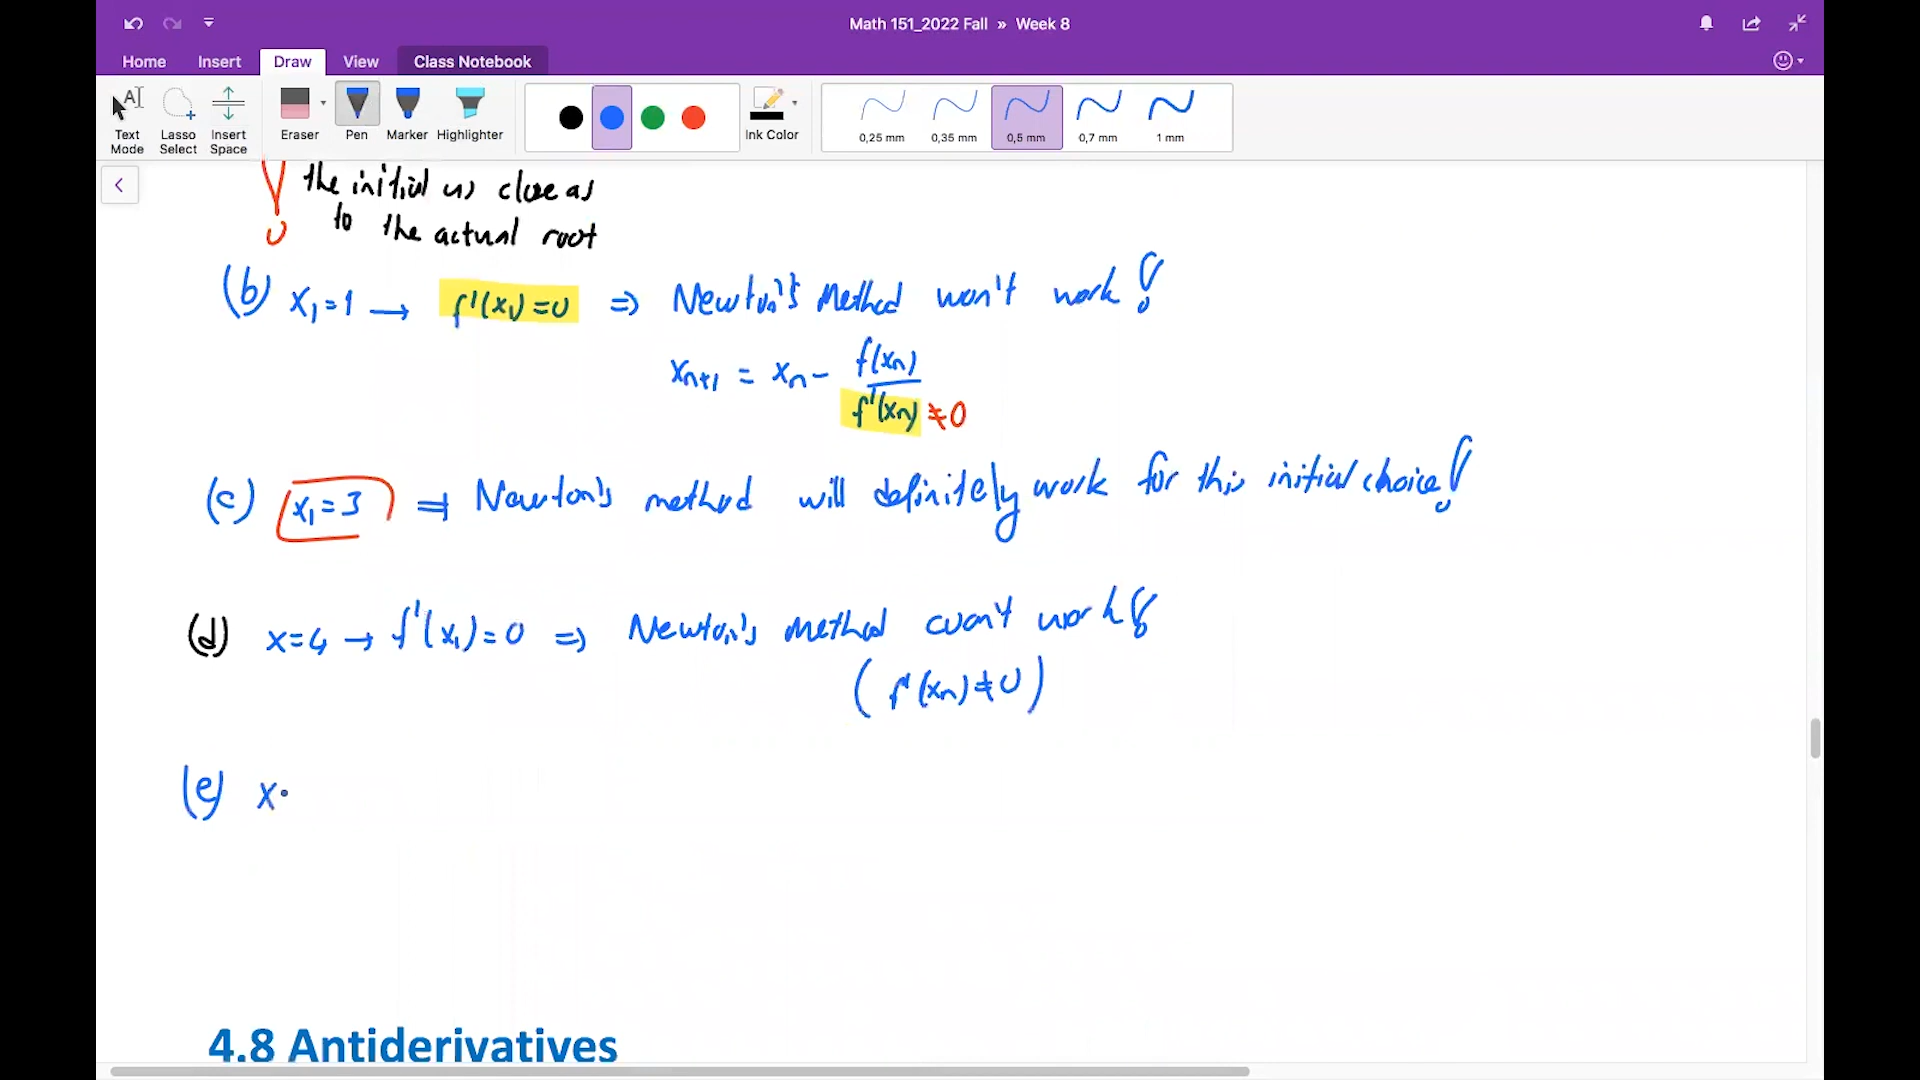 Math 151_2022 Fall » Week 8
Home Insert Draw View Class Notebook
Text Mode Lasso Select Insert Space Eraser Pen Marker Highlighter Ink Color 0,25 mm 0,35 mm 0,5 mm 0,7 mm 1 mm
the initial as close as
to the actual root
(b) x₁=1 → f'(x₁)=0 ⇒ Newton's Method won't work!
xₙ₊₁ = xₙ - f(xₙ)
f'(xₙ) ≠0
(c) x₁=3 ⇒ Newton's method will definitely work for this initial choice!
(d) x=4 → f'(x₁)=0 ⇒ Newton's method won't work!
(f'(xₙ)≠0)
(e) x
4.8 Antiderivatives